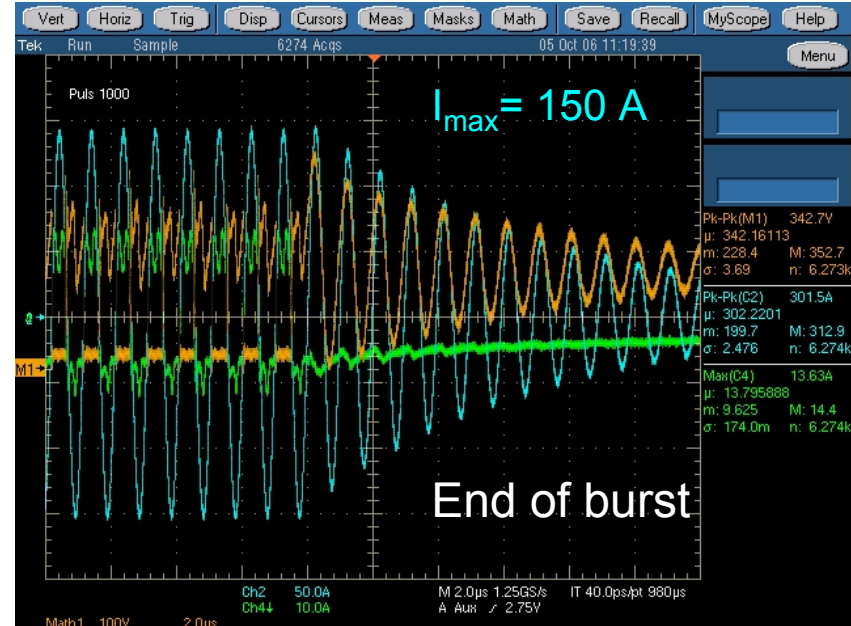 Vert Horiz Trig Disp Cursors Meas Masks Math Save Recall MyScope Help
Tek Run Sample 6274 Acqs 05 Oct 06 11:19:39
Menu
Puls 1000
Imax= 150 A
Pk-Pk(M1) 342.7V
µ: 342.16113
m: 228.4 M: 352.7
σ: 3.69 n: 6.273k
Pk-Pk(C2) 301.5A
µ: 302.2201
m: 199.7 M: 312.9
σ: 2.476 n: 6.274k
Max(C4) 13.63A
µ: 13.795888
m: 9.625 M: 14.4
σ: 174.0m n: 6.274k
M1
End of burst
Ch2 50.0A M 2.0µs 1.25GS/s IT 40.0ps/pt 980µs
Ch4↓ 10.0A A Aux ∕ 2.75V
Math1 100V 2.0µs